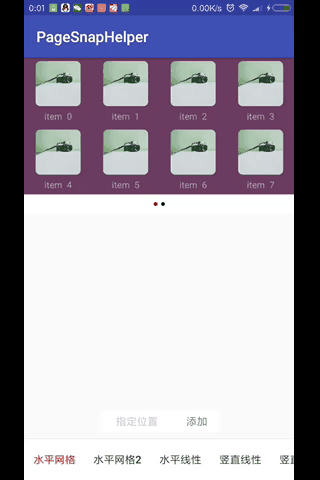 0:01 0.00K/s
PageSnapHelper
item 0 item 1 item 2 item 3
item 4 item 5 item 6 item 7
指定位置 添加
水平网格 水平网格2 水平线性 竖直线性 竖直